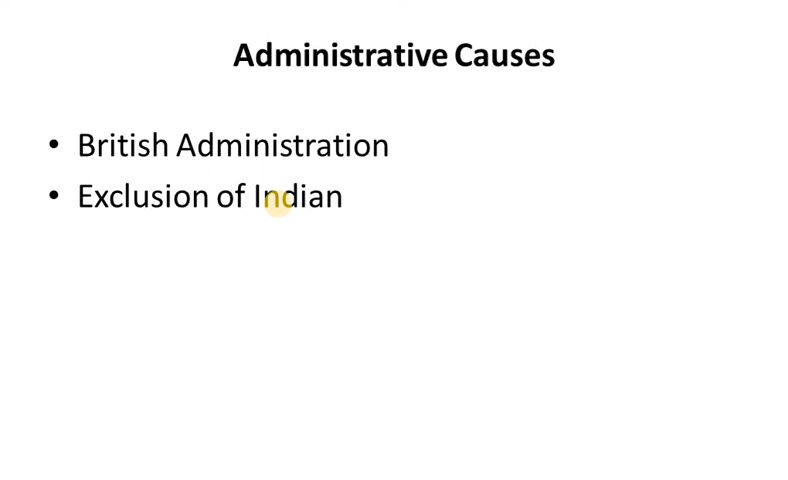 Administrative Causes
• British Administration
• Exclusion of Indian